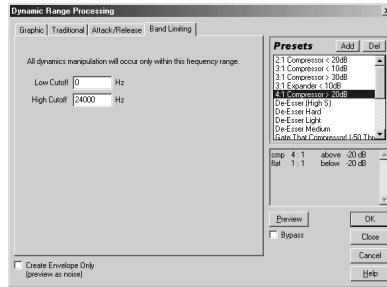 Dynamic Range Processing
Graphic Traditional Attack/Release Band Limiting
All dynamics manipulation will occur only within this frequency range.
Low Cutoff 0 Hz
High Cutoff 24000 Hz
Create Envelope Only
(preview as noise)
Presets Add Del
2:1 Compressor < 20dB
3:1 Compressor < 10dB
3:1 Compressor > 30dB
3:1 Expander < 10dB
4:1 Compressor > 20dB
De-Esser (High S)
De-Esser Hard
De-Esser Light
De-Esser Medium
Gate That Compressor! (-50
cmp 4 : 1 above -20 dB
flat 1 : 1 below -20 dB
Preview OK
Bypass Close
Cancel
Help